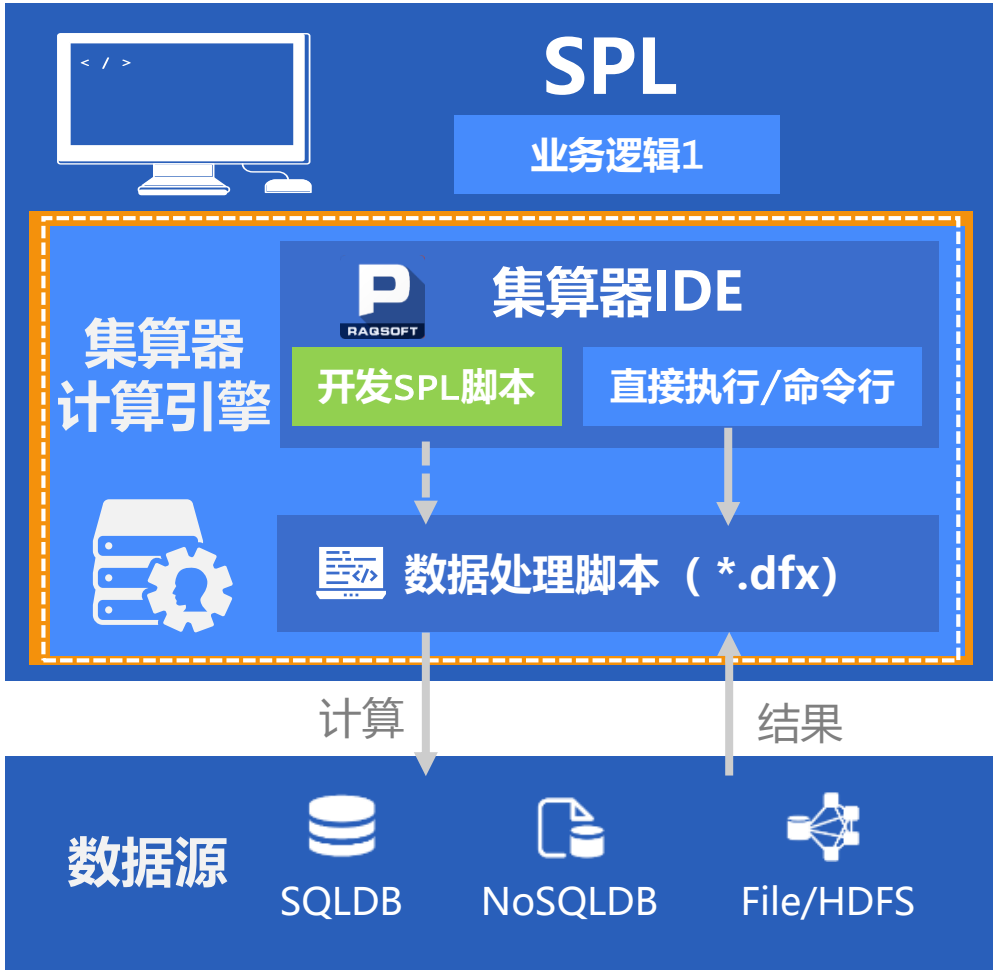 < / >
SPL
业务逻辑1
集算器
计算引擎
P
RAQSOFT
集算器IDE
开发SPL脚本
直接执行/命令行
</>
数据处理脚本（ *.dfx）
计算
结果
数据源
SQLDB
NoSQLDB
File/HDFS